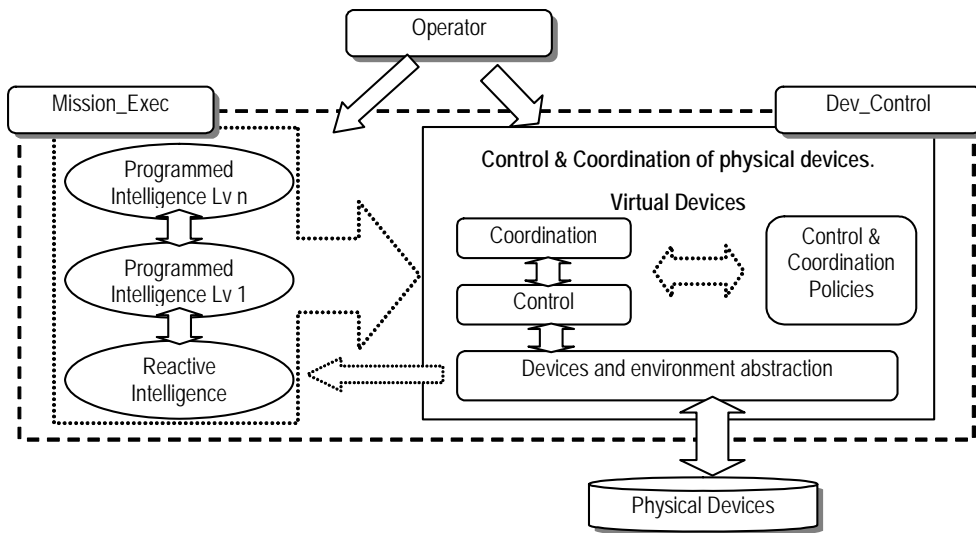 Operator
Mission_Exec
Dev_Control
Programmed
Intelligence Lv n
Programmed
Intelligence Lv 1
Reactive
Intelligence
Control & Coordination of physical devices.
Virtual Devices
Coordination
Control
Control &
Coordination
Policies
Devices and environment abstraction
Physical Devices